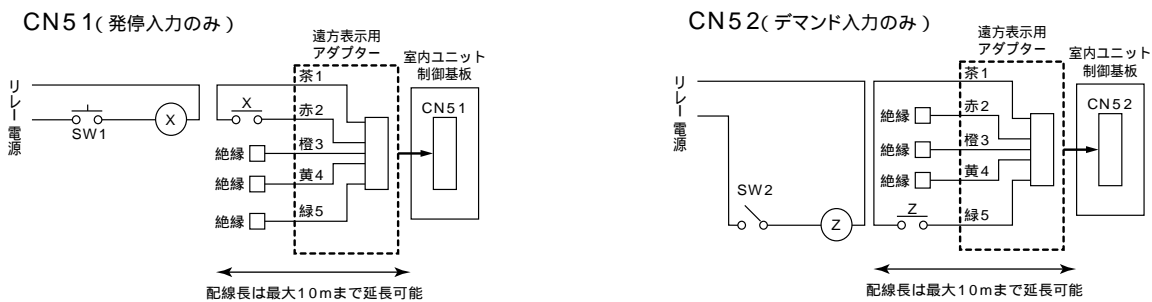 CN51(発停入力のみ)
遠方表示用
アダプター
室内ユニット
制御基板
リレー電源
SW1
X
X
茶1
赤2
絶縁
橙3
絶縁
黄4
絶縁
緑5
CN51
配線長は最大10mまで延長可能
CN52(デマンド入力のみ)
遠方表示用
アダプター
室内ユニット
制御基板
リレー電源
SW2
Z
Z
茶1
絶縁
赤2
絶縁
橙3
絶縁
黄4
緑5
CN52
配線長は最大10mまで延長可能